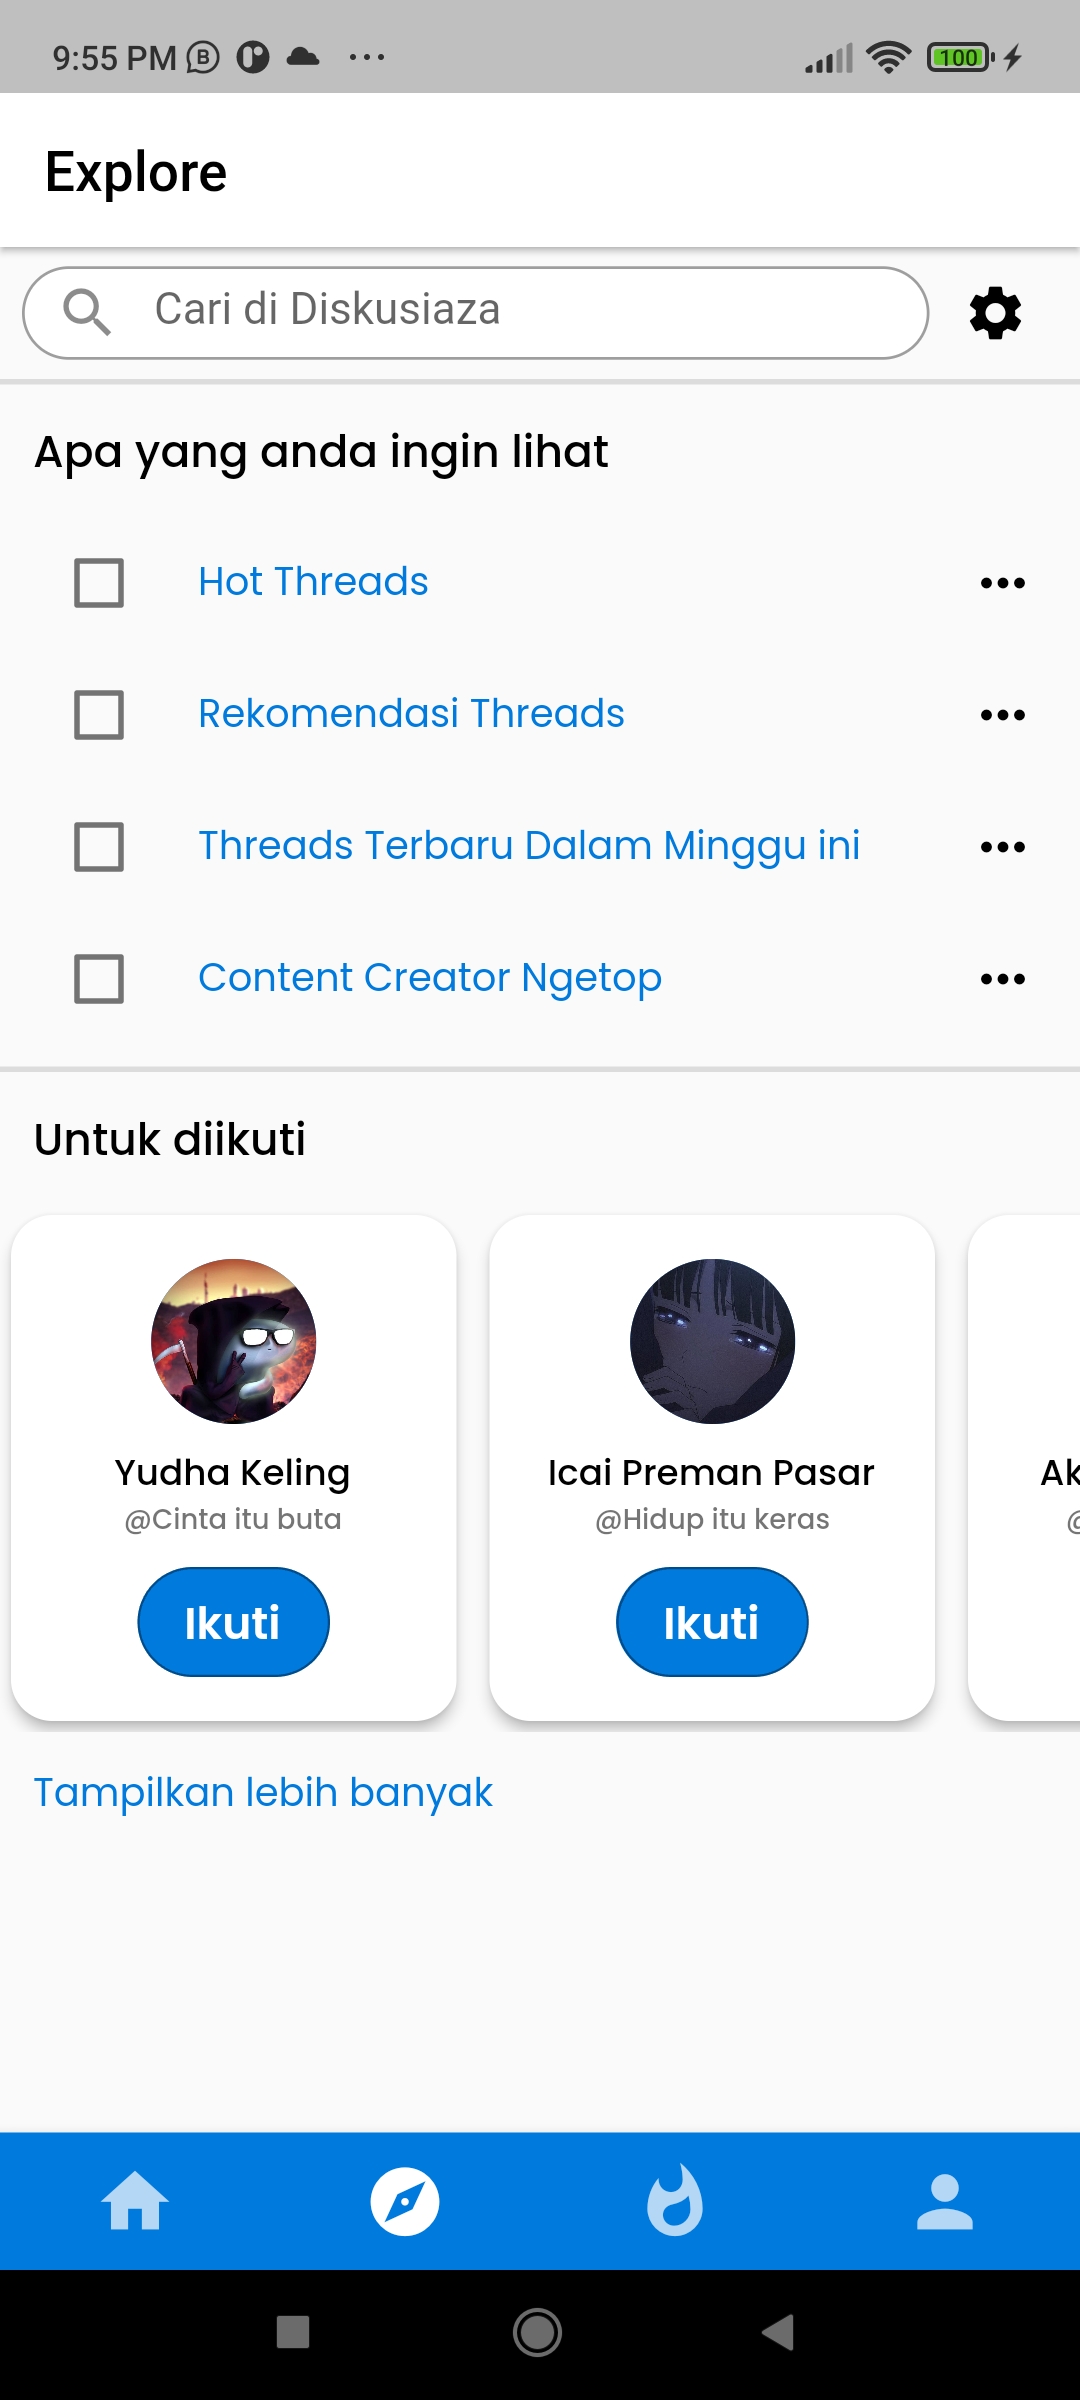 9:55 PM
100
Explore
Cari di Diskusiaza
Apa yang anda ingin lihat
Hot Threads
Rekomendasi Threads
Threads Terbaru Dalam Minggu ini
Content Creator Ngetop
Untuk diikuti
Yudha Keling
@Cinta itu buta
Ikuti
Icai Preman Pasar
@Hidup itu keras
Ikuti
Ak
@
Tampilkan lebih banyak